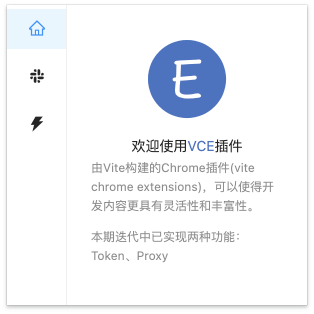 E
欢迎使用VCE插件
由Vite构建的Chrome插件(vite
chrome extensions)，可以使得开
发内容更具有灵活性和丰富性。
本期迭代中已实现两种功能：
Token、Proxy